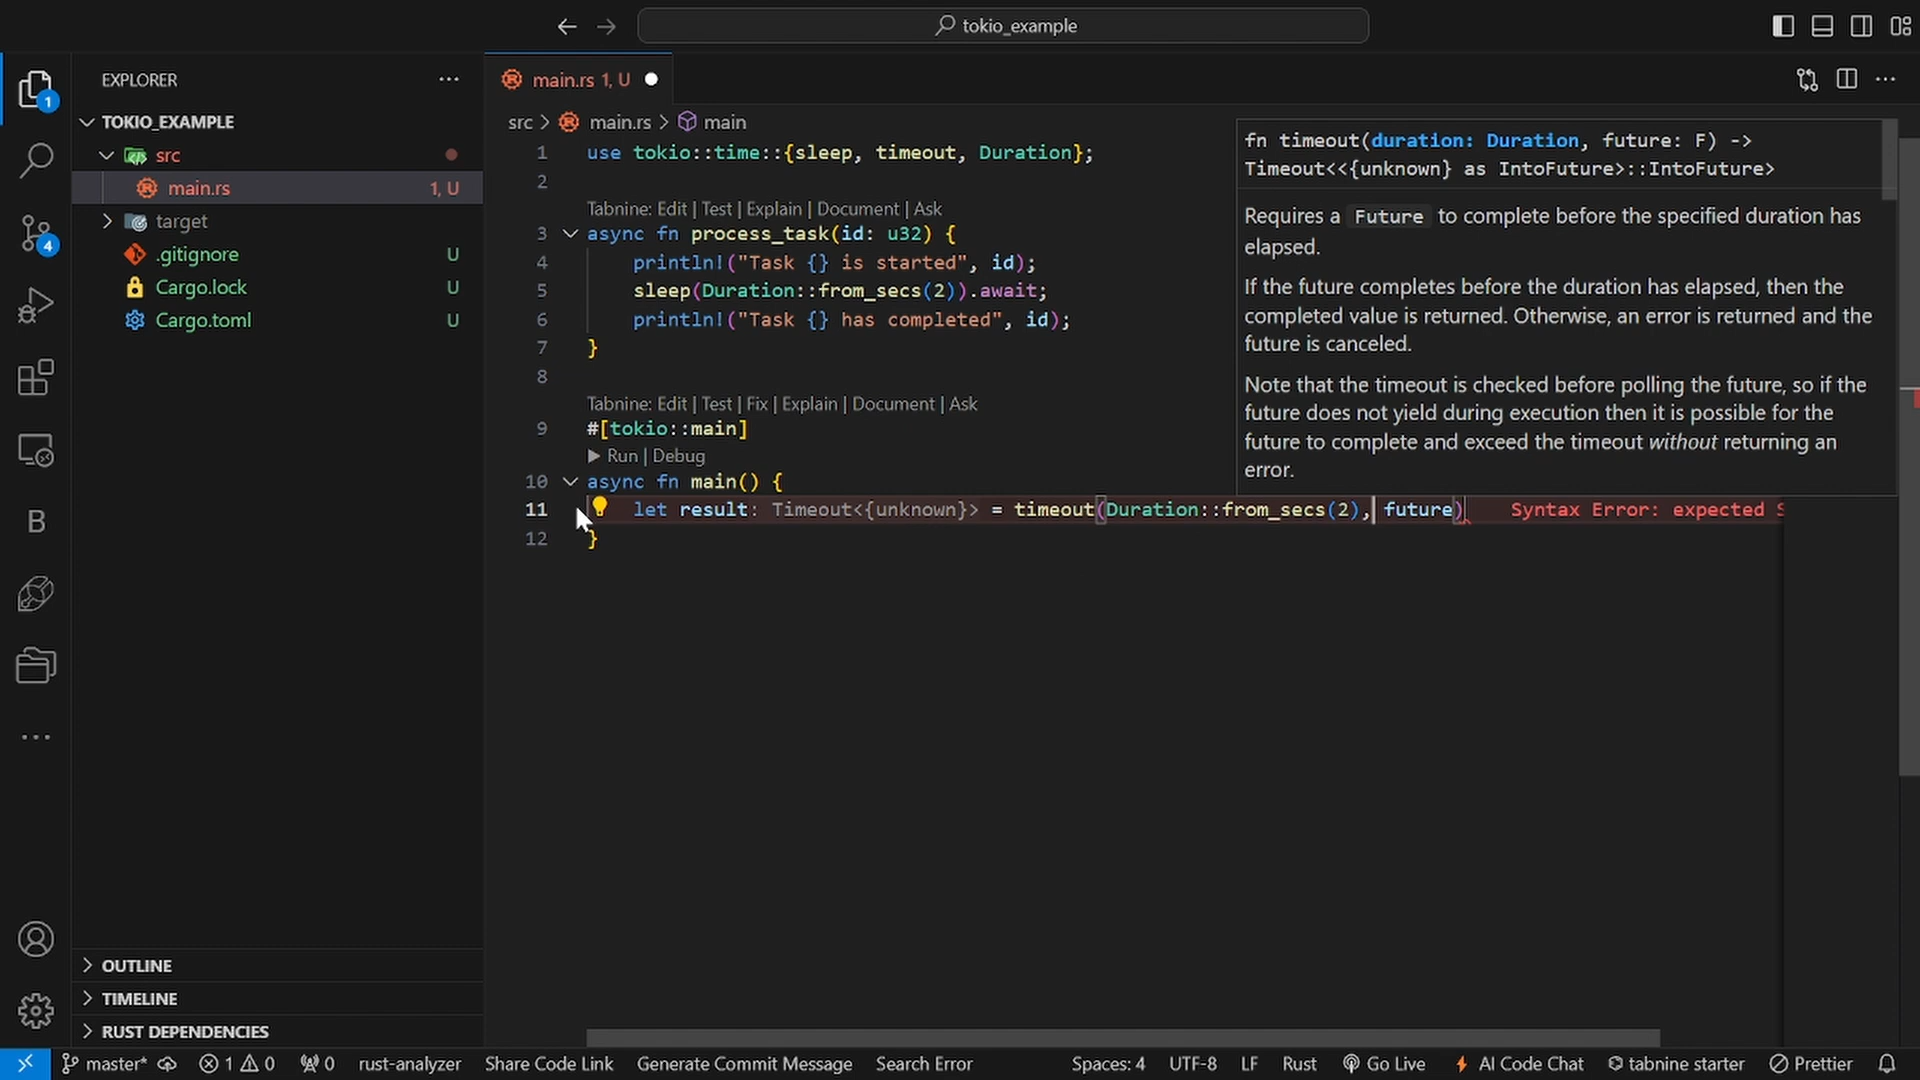 tokio_example
EXPLORER
TOKIO_EXAMPLE
src
main.rs 1, U
target
.gitignore U
Cargo.lock U
Cargo.toml U
OUTLINE
TIMELINE
RUST DEPENDENCIES
1
4
B
main.rs 1, U
src > main.rs > main
1 use tokio::time::{sleep, timeout, Duration};
2
Tabnine: Edit | Test | Explain | Document | Ask
3 async fn process_task(id: u32) {
4 println!("Task {} is started", id);
5 sleep(Duration::from_secs(2)).await;
6 println!("Task {} has completed", id);
7 }
8
Tabnine: Edit | Test | Fix | Explain | Document | Ask
9 #[tokio::main]
Run | Debug
10 async fn main() {
11 let result: Timeout<{unknown}> = timeout(Duration::from_secs(2), future) Syntax Error: expected S
12 }
fn timeout(duration: Duration, future: F) ->
Timeout<<{unknown} as IntoFuture>::IntoFuture>
Requires a Future to complete before the specified duration has
elapsed.
If the future completes before the duration has elapsed, then the
completed value is returned. Otherwise, an error is returned and the
future is canceled.
Note that the timeout is checked before polling the future, so if the
future does not yield during execution then it is possible for the
future to complete and exceed the timeout without returning an
error.
master* 1 0 0 rust-analyzer Share Code Link Generate Commit Message Search Error Spaces: 4 UTF-8 LF Rust Go Live AI Code Chat tabnine starter Prettier